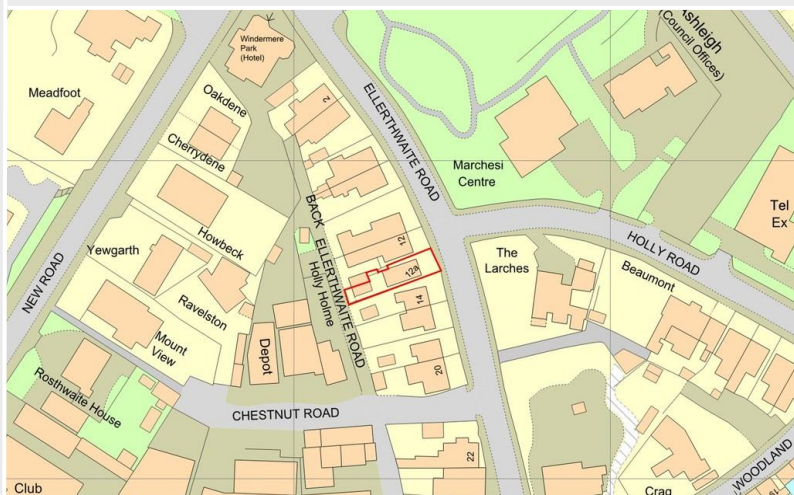 Windermere
Park
(Hotel)
Ashleigh
(Council Offices)
Meadfoot
Oakdene
2
ELLERTHWAITE ROAD
Cherrydene
Marchesi
Centre
Tel
Ex
BACK ELLERTHWAITE ROAD
Howbeck
12
HOLLY ROAD
Yewgarth
NEW ROAD
Holly Holme
12a
The
Larches
Beaumont
Ravelston
14
Mount
View
Depot
Rosthwaite House
20
CHESTNUT ROAD
22
WOODLAND
Club
Crag